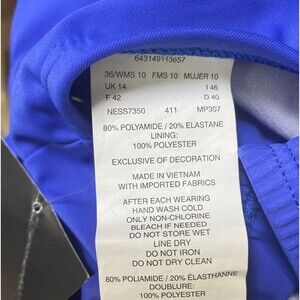 643149113657
36/WMS 10 FMS 10 MUJER 10
UK 14 I 46
F 42 D 40
NESS7350 411 MP307
80% POLYAMIDE / 20% ELASTANE
LINING:
100% POLYESTER
EXCLUSIVE OF DECORATION
MADE IN VIETNAM
WITH IMPORTED FABRICS
AFTER EACH WEARING
HAND WASH COLD
ONLY NON-CHLORINE
BLEACH IF NEEDED
DO NOT STORE WET
LINE DRY
DO NOT IRON
DO NOT DRY CLEAN
80% POLIAMIDE / 20% ÉLASTHANNE
DOUBLURE:
100% POLYESTER